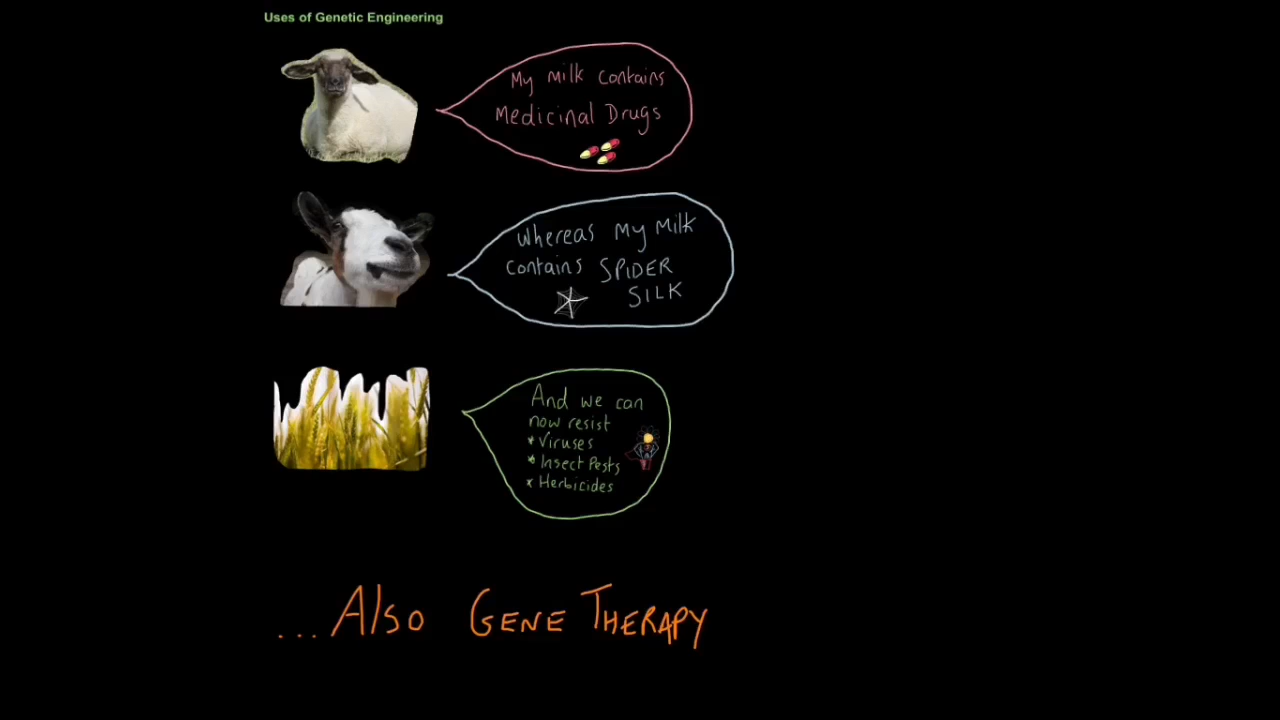 Uses of Genetic Engineering
My milk contains
Medicinal Drugs
Whereas my milk
contains SPIDER
SILK
And we can
now resist
* Viruses
* Insect Pests
* Herbicides
...Also GENE THERAPY